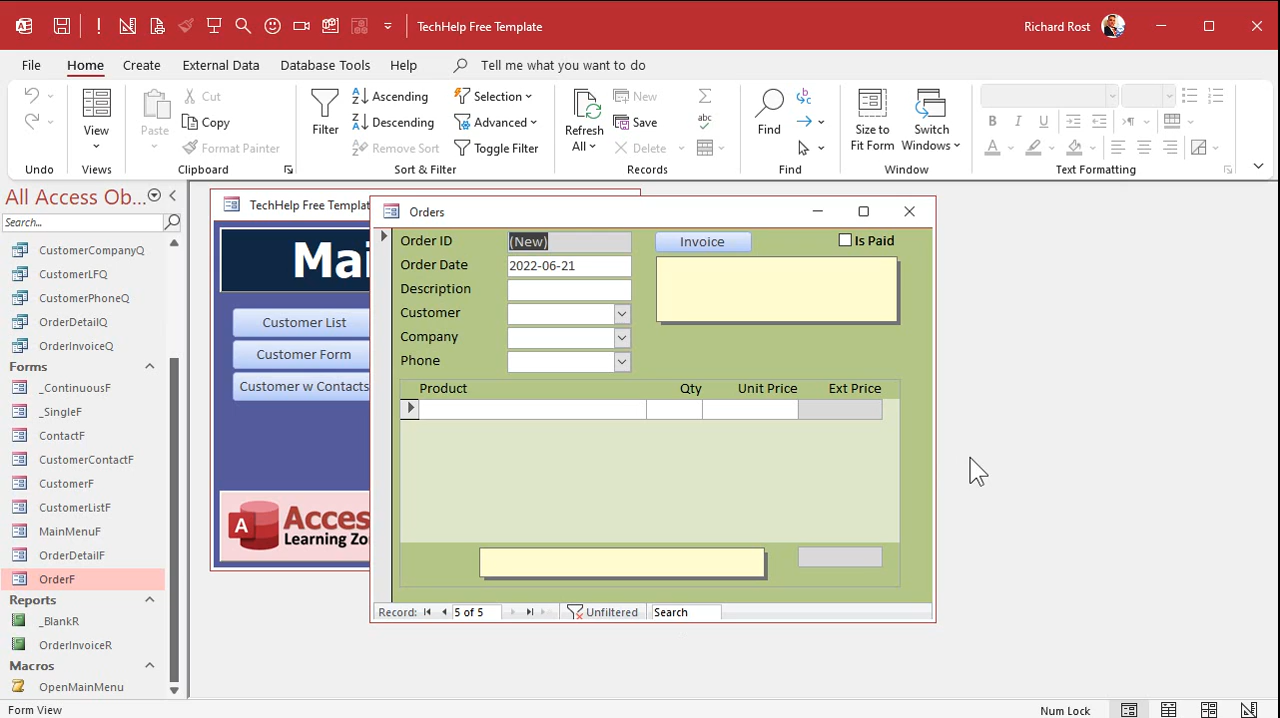 TechHelp Free Template
Richard Rost
File
Home
Create
External Data
Database Tools
Help
Tell me what you want to do
View
Paste
Cut
Copy
Format Painter
Filter
Ascending
Descending
Remove Sort
Selection
Advanced
Toggle Filter
Refresh
All
New
Save
Delete
Find
Size to
Fit Form
Switch
Windows
Undo
Views
Clipboard
Sort & Filter
Records
Find
Window
Text Formatting
All Access Ob...
Search...
CustomerCompanyQ
CustomerLFQ
CustomerPhoneQ
OrderDetailQ
OrderInvoiceQ
Forms
_ContinuousF
_SingleF
ContactF
CustomerContactF
CustomerF
CustomerListF
MainMenuF
OrderDetailF
OrderF
Reports
_BlankR
OrderInvoiceR
Macros
OpenMainMenu
TechHelp Free Templat
Mai
Customer List
Customer Form
Customer w Contacts
Access
Learning Zo
Orders
Order ID (New) Invoice Is Paid
Order Date 2022-06-21
Description
Customer
Company
Phone
Product Qty Unit Price Ext Price
Record: 5 of 5 Unfiltered Search
Form View
Num Lock